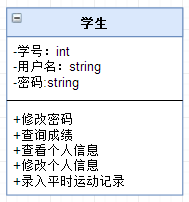 学生
-学号：int
-用户名：string
-密码:string
+修改密码
+查询成绩
+查看个人信息
+修改个人信息
+录入平时运动记录